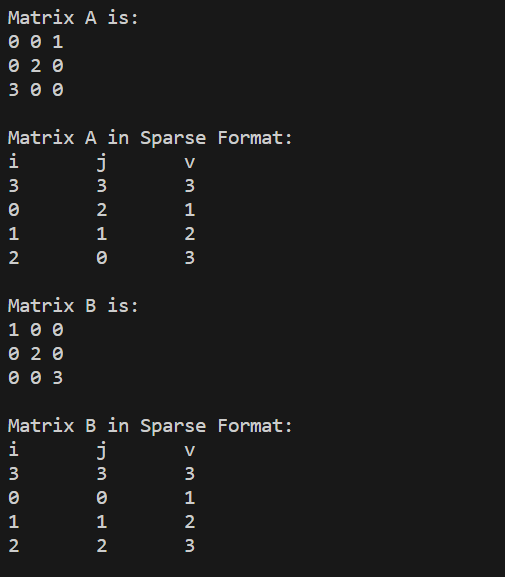 Matrix A is:
0 0 1
0 2 0
3 0 0
Matrix A in Sparse Format:
i j v
3 3 3
0 2 1
1 1 2
2 0 3
Matrix B is:
1 0 0
0 2 0
0 0 3
Matrix B in Sparse Format:
i j v
3 3 3
0 0 1
1 1 2
2 2 3